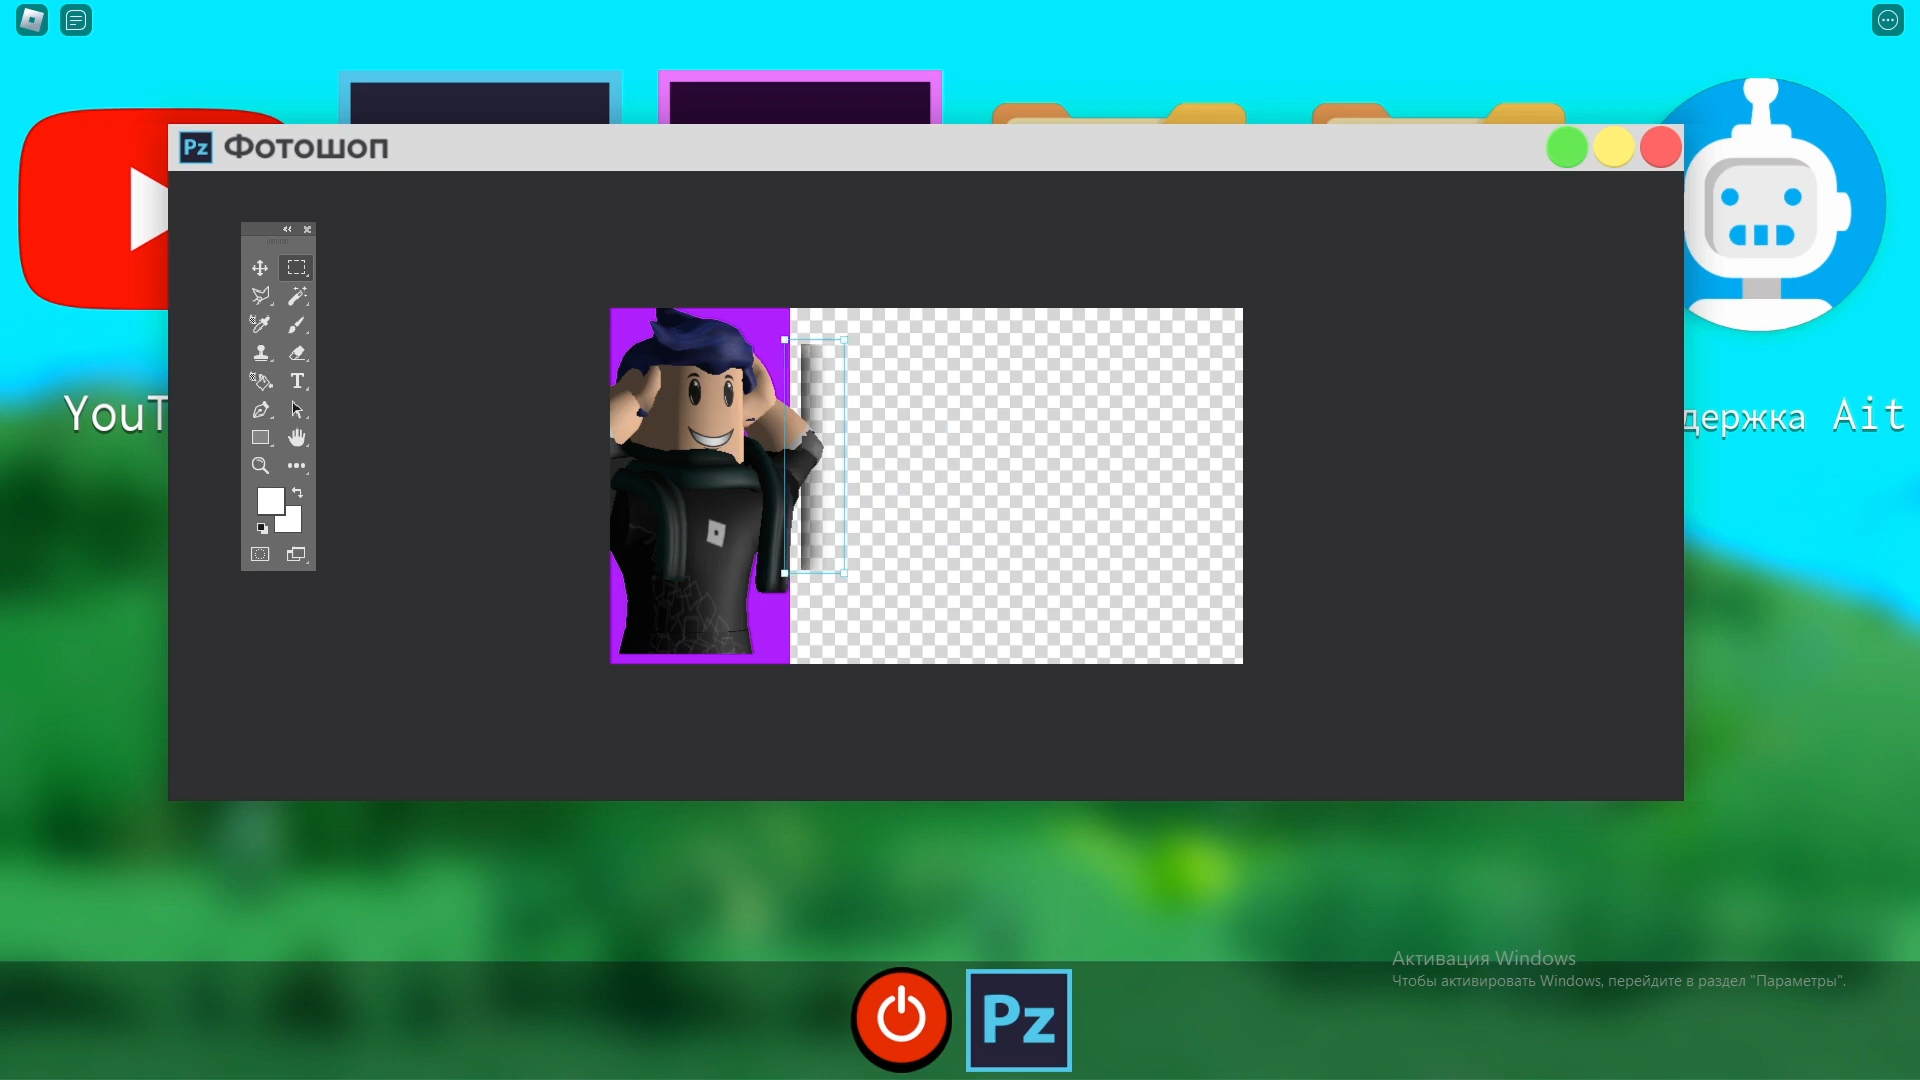 Pz Фотошоп
T
YouT
держка Ait
Активация Windows
Чтобы активировать Windows, перейдите в раздел "Параметры".
Pz